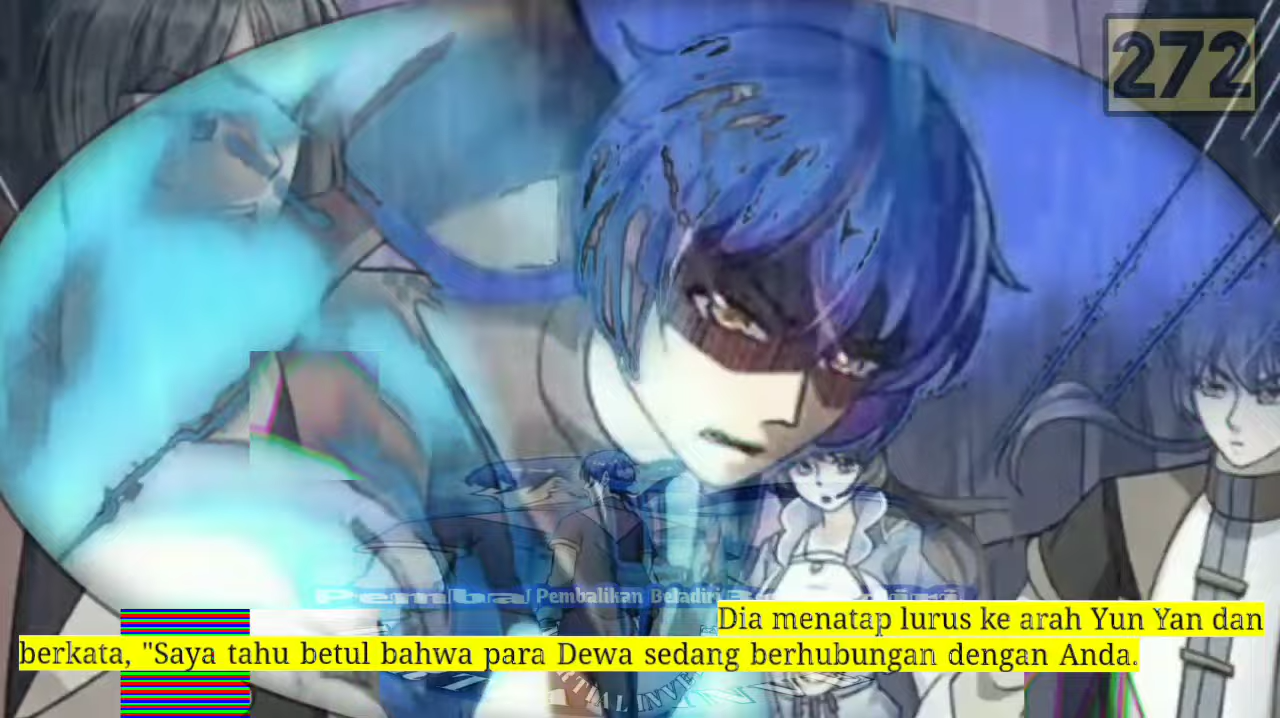 272
Pembalikan Beladiri
Dia menatap lurus ke arah Yun Yan dan
berkata, "Saya tahu betul bahwa para Dewa sedang berhubungan dengan Anda.